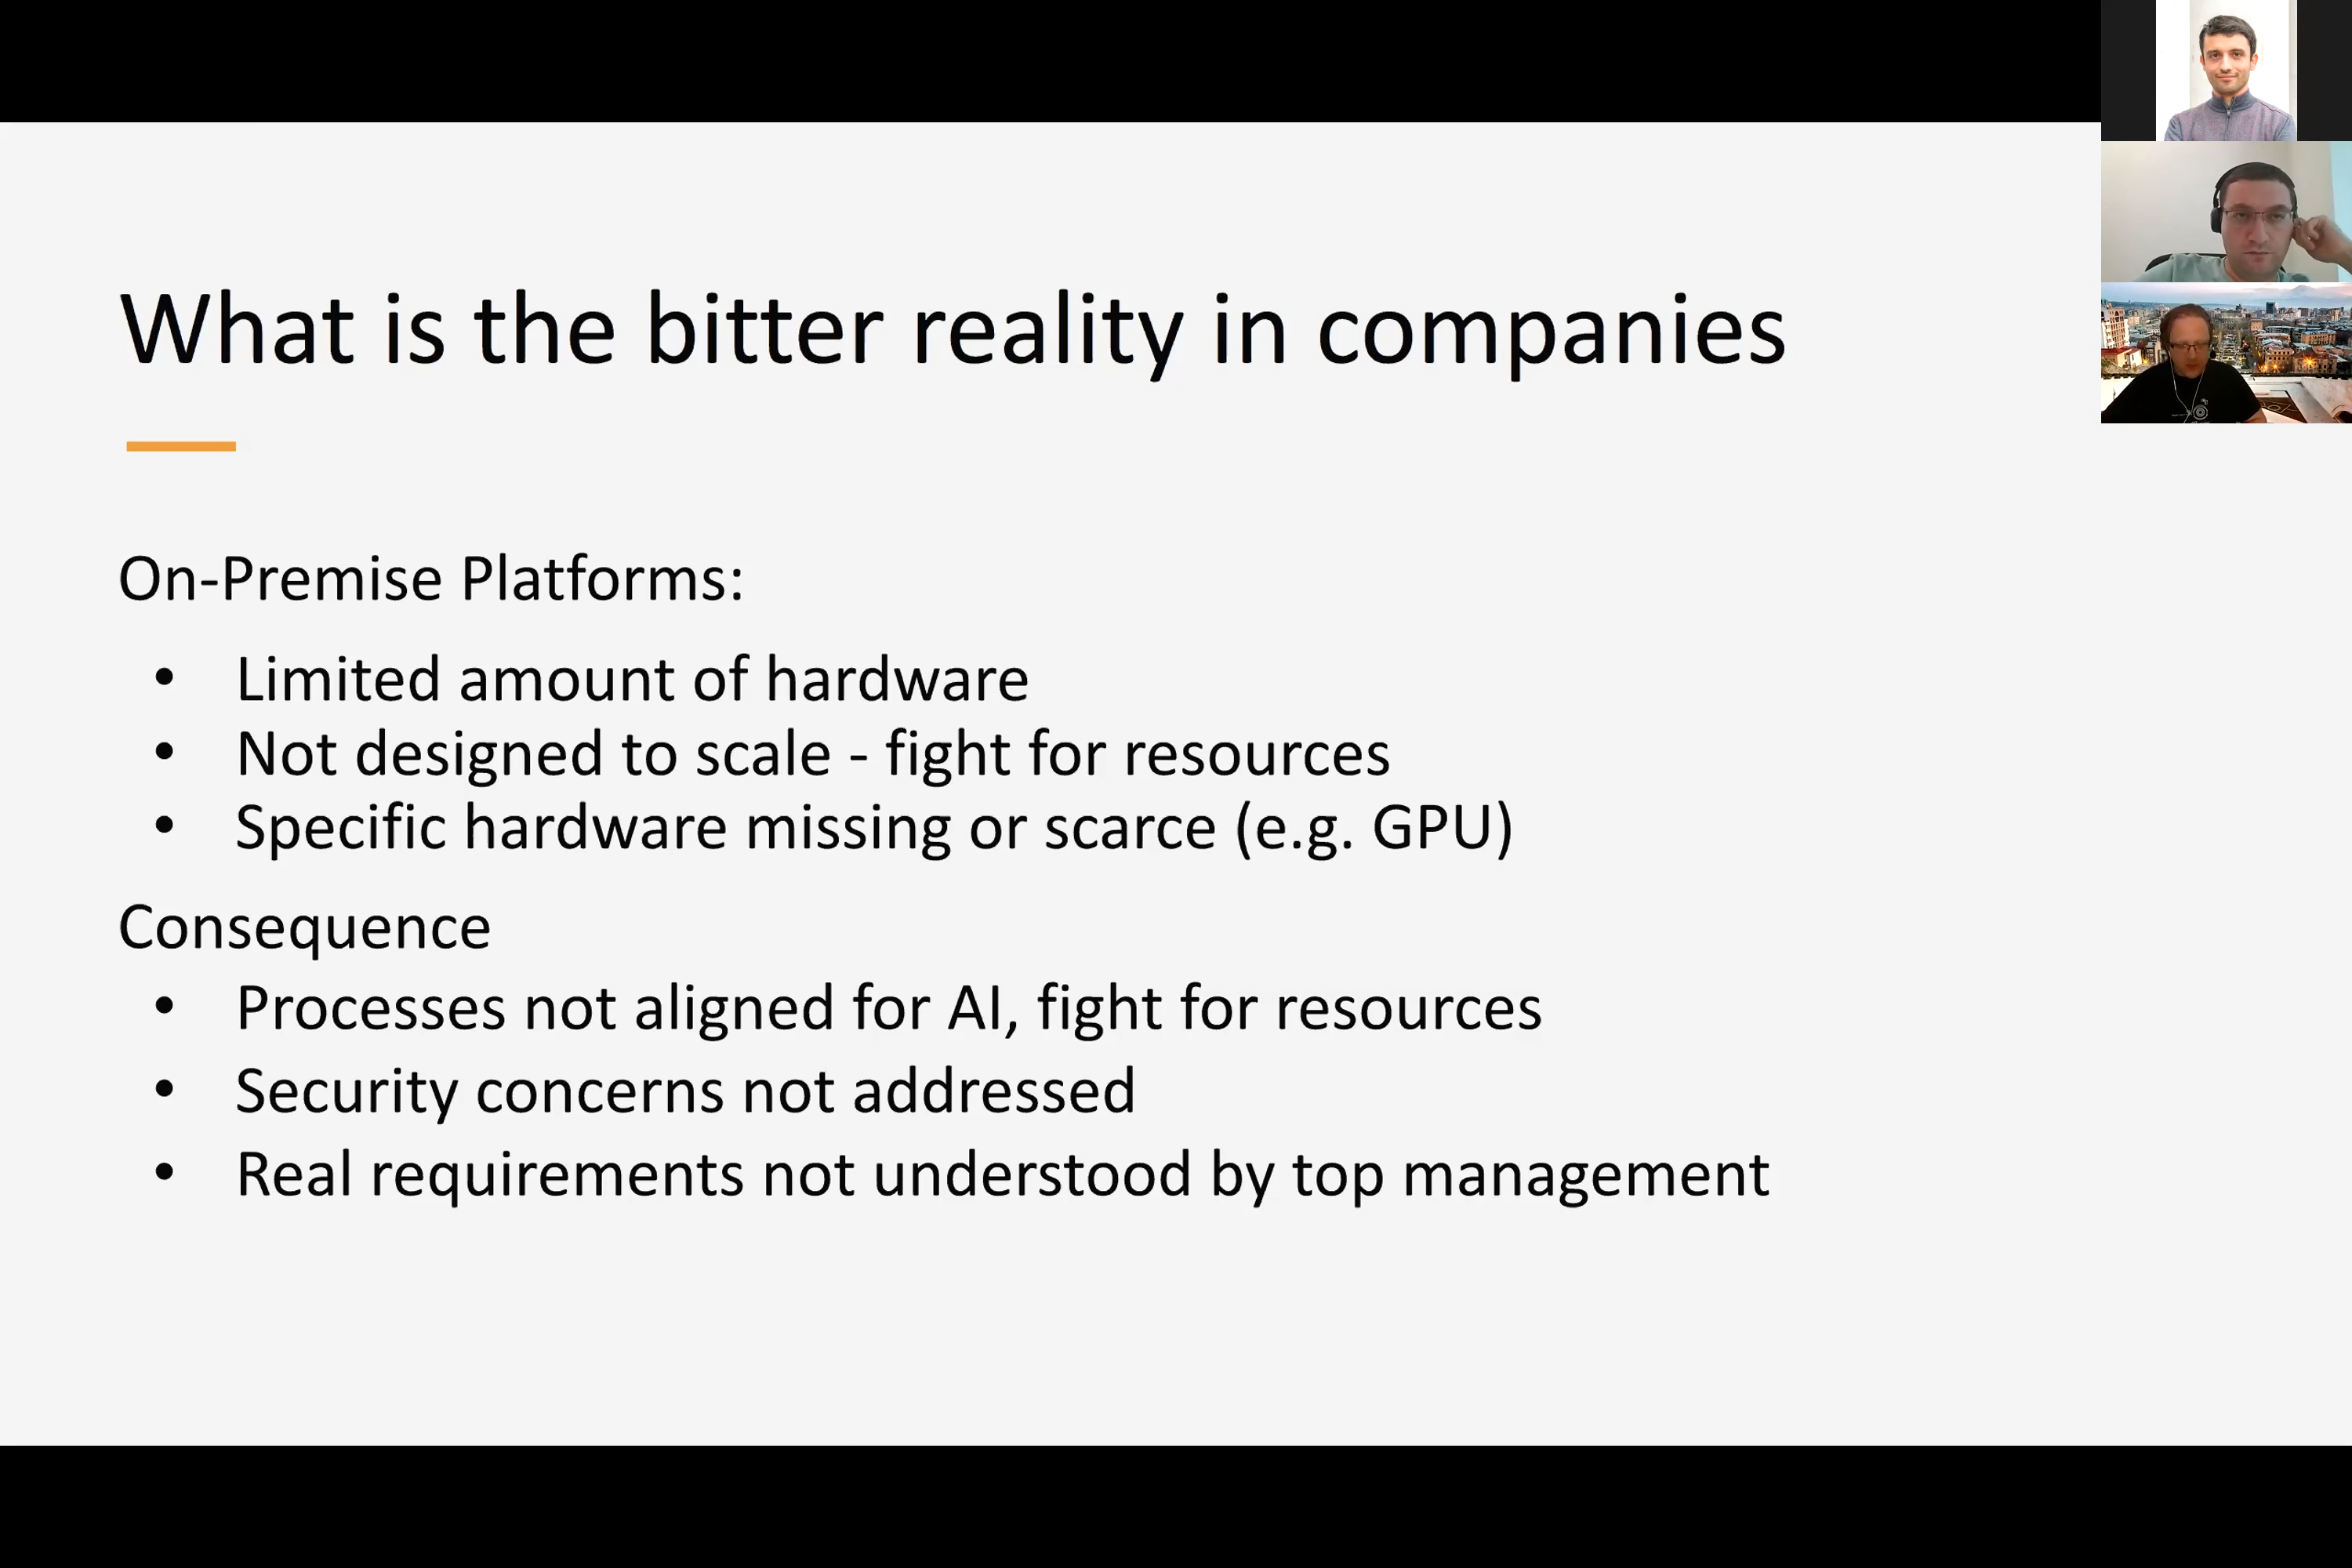 What is the bitter reality in companies
On-Premise Platforms:
• Limited amount of hardware
• Not designed to scale - fight for resources
• Specific hardware missing or scarce (e.g. GPU)
Consequence
• Processes not aligned for AI, fight for resources
• Security concerns not addressed
• Real requirements not understood by top management